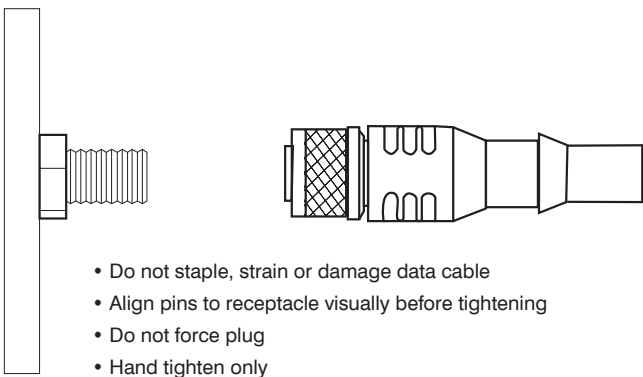 • Do not staple, strain or damage data cable
• Align pins to receptacle visually before tightening
• Do not force plug
• Hand tighten only